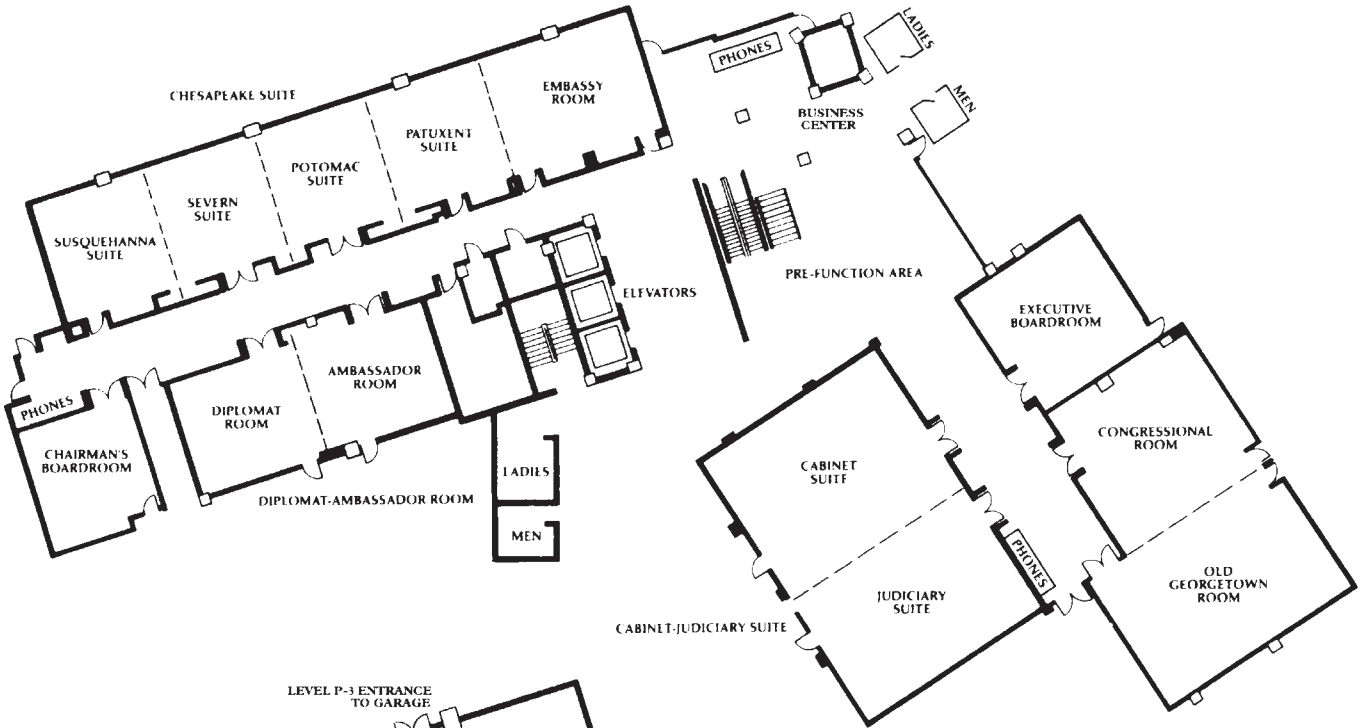 LADIES
PHONES
MEN
BUSINESS
CENTER
EMBASSY
ROOM
CHESAPEAKE SUITE
PATUXENT
SUITE
POTOMAC
SUITE
SEVERN
SUITE
SUSQUEHANNA
SUITE
PRE-FUNCTION AREA
ELEVATORS
EXECUTIVE
BOARDROOM
AMBASSADOR
ROOM
PHONES
DIPLOMAT
ROOM
CHAIRMAN'S
BOARDROOM
CONGRESSIONAL
ROOM
CABINET
SUITE
LADIES
DIPLOMAT-AMBASSADOR ROOM
MEN
PHONES
OLD
GEORGETOWN
ROOM
JUDICIARY
SUITE
CABINET-JUDICIARY SUITE
LEVEL P-3 ENTRANCE
TO GARAGE